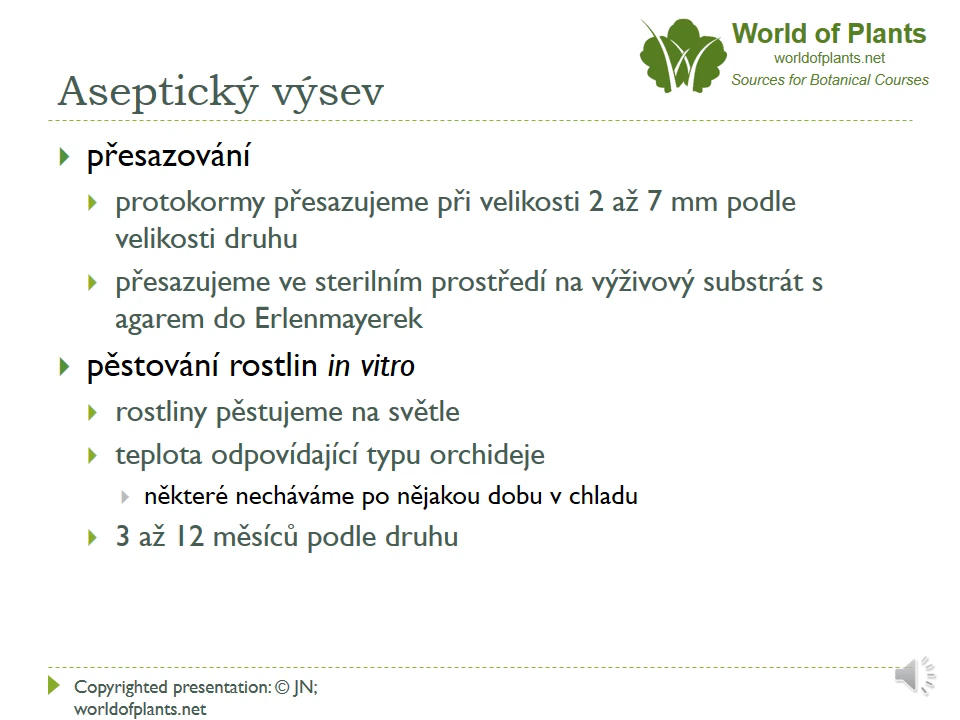 World of Plants
worldofplants.net
Sources for Botanical Courses
Aseptický výsev
přesazování
protokormy přesazujeme při velikosti 2 až 7 mm podle
velikosti druhu
přesazujeme ve sterilním prostředí na výživový substrát s
agarem do Erlenmayerek
pěstování rostlin in vitro
rostliny pěstujeme na světle
teplota odpovídající typu orchideje
některé necháváme po nějakou dobu v chladu
3 až 12 měsíců podle druhu
Copyrighted presentation: © JN;
worldofplants.net